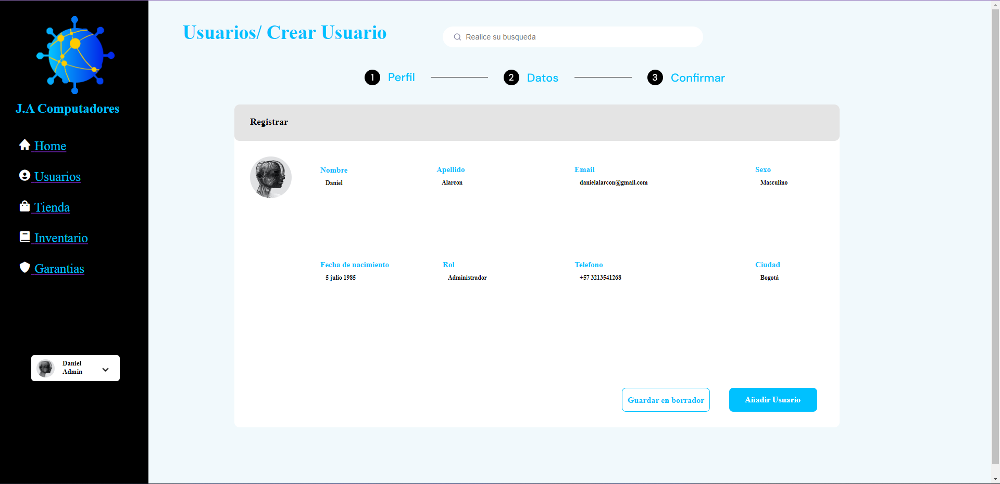 J.A Computadores
Home
Usuarios
Tienda
Inventario
Garantias
Daniel
Admin
Usuarios/ Crear Usuario
Realice su busqueda
1 Perfil 2 Datos 3 Confirmar
Registrar
Nombre Apellido Email Sexo
Daniel Alarcon danielalarcon@gmail.com Masculino
Fecha de nacimiento Rol Telefono Ciudad
5 julio 1985 Administrador +57 3213541268 Bogotá
Guardar en borrador Añadir Usuario